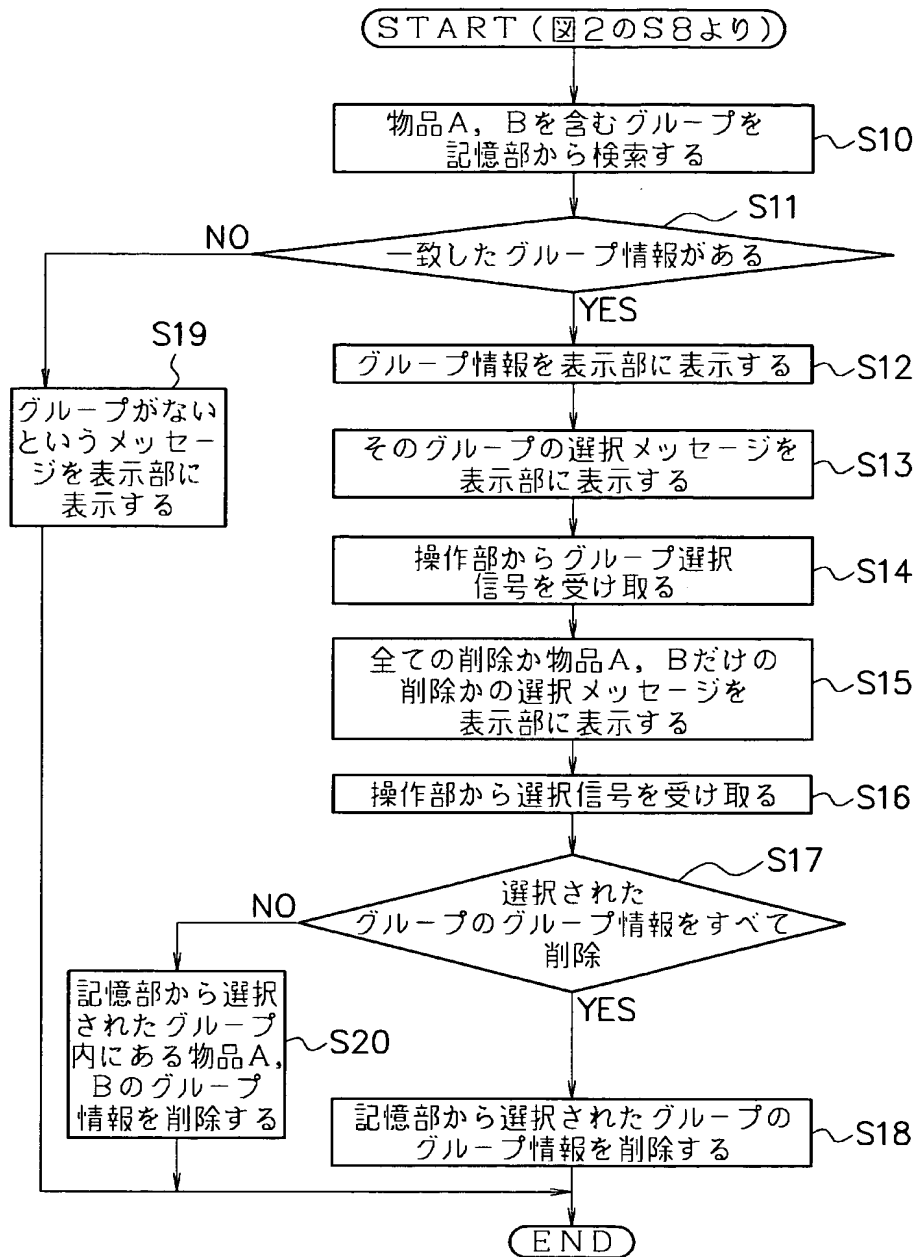 START(図2のS8より)
物品A，Bを含むグループを
記憶部から検索する
S10
S11
NO
一致したグループ情報がある
YES
S19
グループがない
というメッセー
ジを表示部に
表示する
グループ情報を表示部に表示する
S12
そのグループの選択メッセージを
表示部に表示する
S13
操作部からグループ選択
信号を受け取る
S14
全ての削除か物品A，Bだけの
削除かの選択メッセージを
表示部に表示する
S15
操作部から選択信号を受け取る
S16
S17
NO
選択された
グループのグループ情報をすべて
削除
YES
記憶部から選択
されたグループ
内にある物品A，
Bのグループ
情報を削除する
S20
記憶部から選択されたグループの
グループ情報を削除する
S18
END